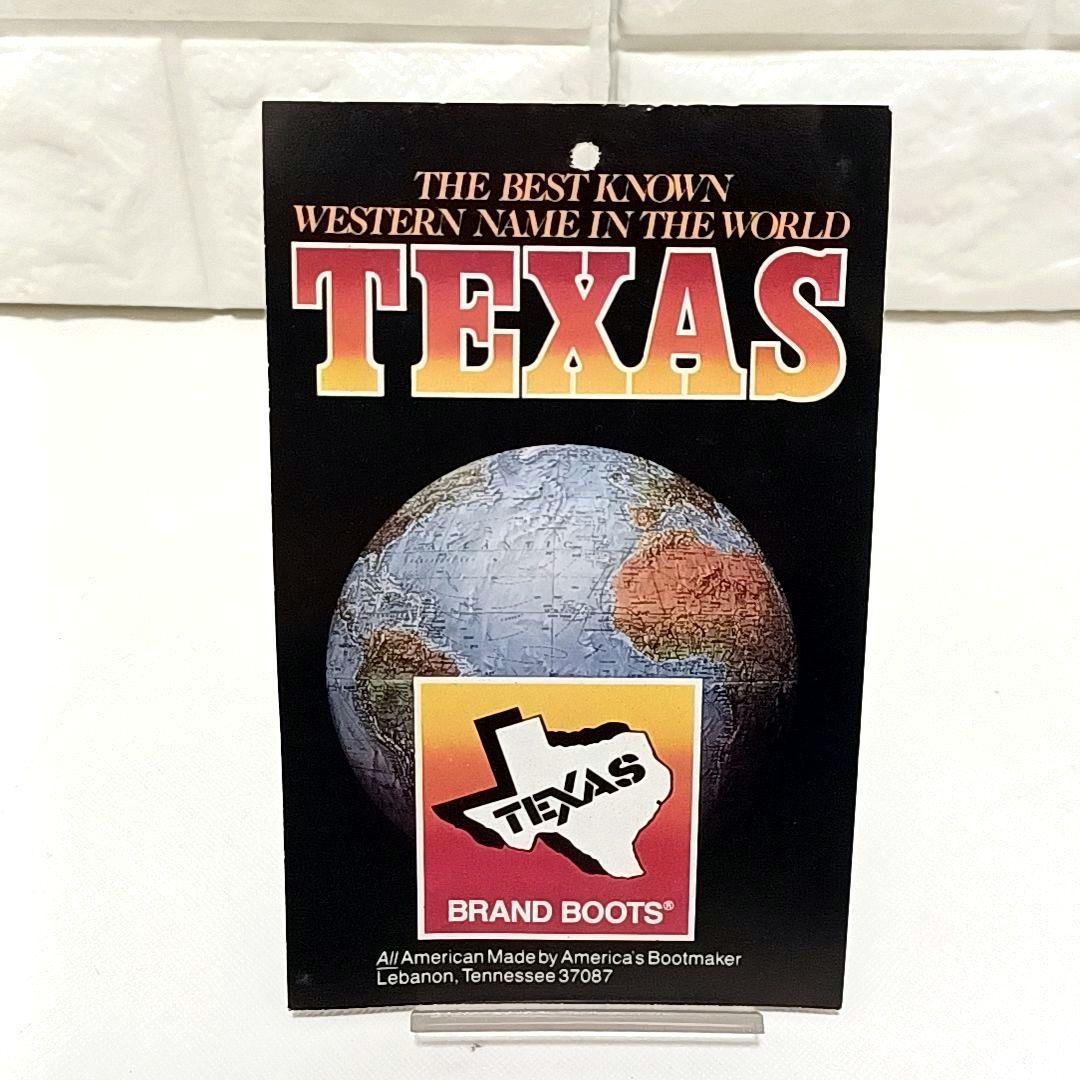 THE BEST KNOWN
WESTERN NAME IN THE WORLD
TEXAS
TEXAS
BRAND BOOTS®
All American Made by America's Bootmaker
Lebanon, Tennessee 37087